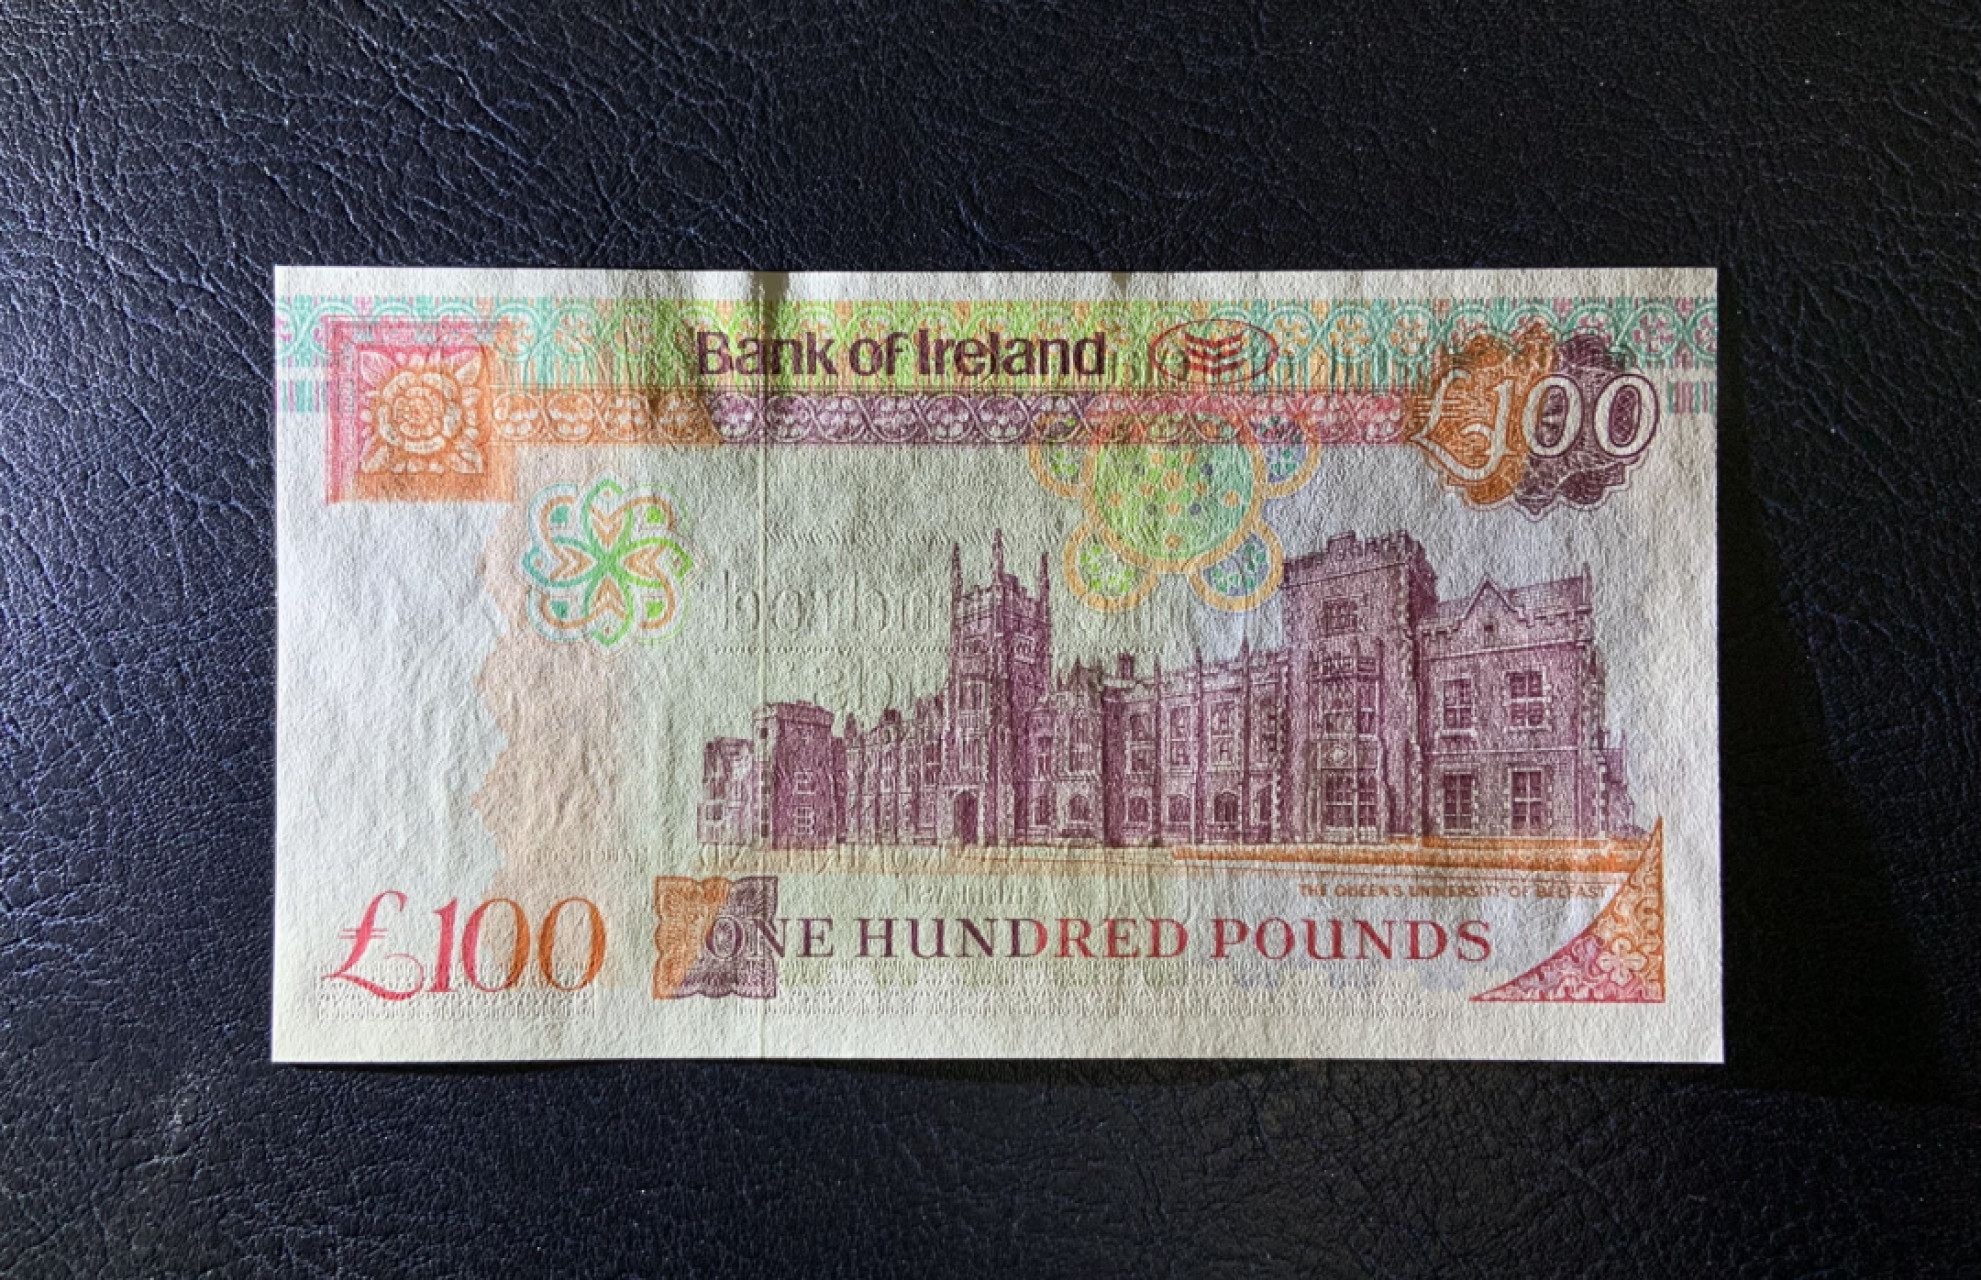 Bank of Ireland
£100
THE QUEEN'S UNIVERSITY OF BELFAST
£100
ONE HUNDRED POUNDS